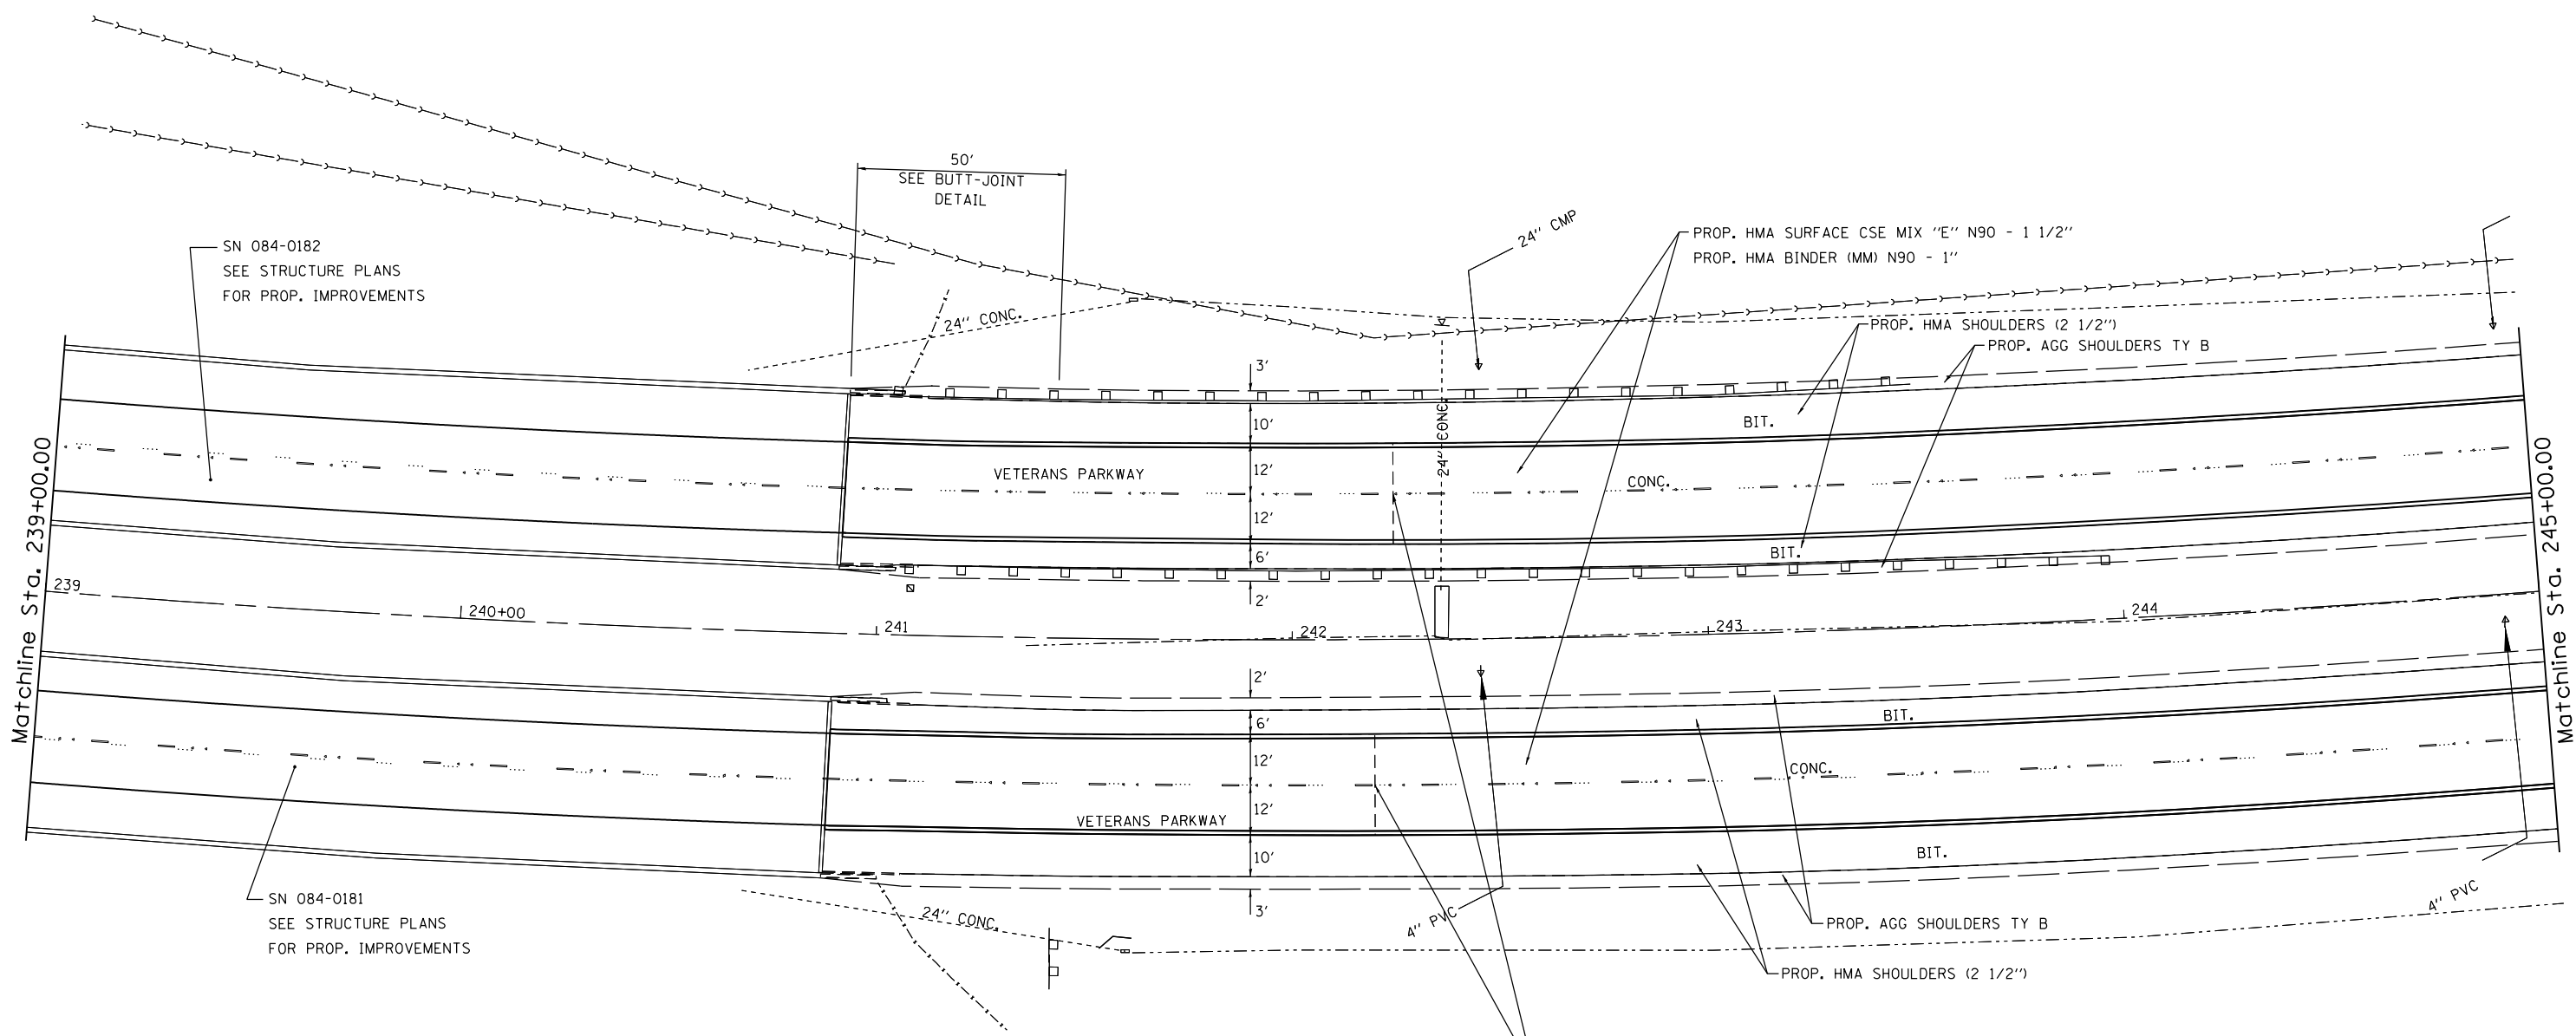 50'
SEE BUTT-JOINT
DETAIL
24" CMP
SN 084-0182
SEE STRUCTURE PLANS
FOR PROP. IMPROVEMENTS
PROP. HMA SURFACE CSE MIX "E" N90 - 1 1/2"
PROP. HMA BINDER (MM) N90 - 1"
24" CONC.
PROP. HMA SHOULDERS (2 1/2")
PROP. AGG SHOULDERS TY B
3'
10'
BIT.
24" CONC.
12'
VETERANS PARKWAY
CONC.
12'
6'
BIT.
2'
Matchline Sta. 239+00.00
Matchline Sta. 245+00.00
239
240+00
241
242
243
244
2'
6'
BIT.
12'
CONC.
12'
VETERANS PARKWAY
10'
BIT.
3'
SN 084-0181
SEE STRUCTURE PLANS
FOR PROP. IMPROVEMENTS
24" CONC.
4" PVC
4" PVC
PROP. AGG SHOULDERS TY B
PROP. HMA SHOULDERS (2 1/2")